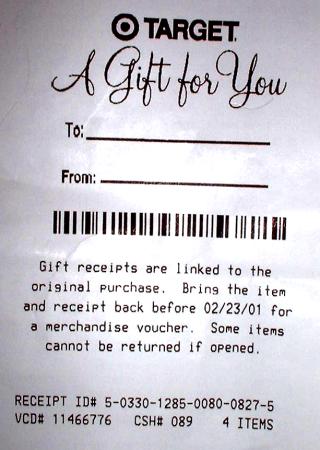 TARGET
A Gift for You
To:
From:
Gift receipts are linked to the
original purchase. Bring the item
and receipt back before 02/23/01 for
a merchandise voucher. Some items
cannot be returned if opened.
RECEIPT ID# 5-0330-1285-0080-0827-5
VCD# 11466776 CSH# 089 4 ITEMS